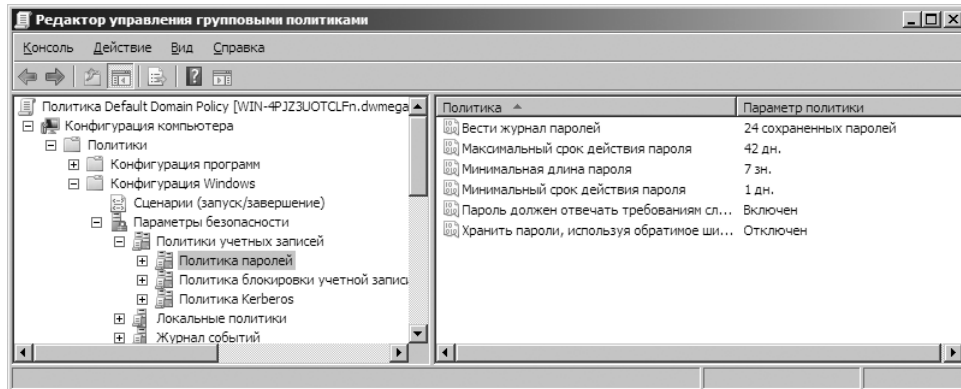 Редактор управления групповыми политиками
Консоль Действие Вид Справка
Политика Default Domain Policy [WIN-4PJZ3UOTCLFn.dwmega
Конфигурация компьютера
Политики
Конфигурация программ
Конфигурация Windows
Сценарии (запуск/завершение)
Параметры безопасности
Политики учетных записей
Политика паролей
Политика блокировки учетной записи
Политика Kerberos
Локальные политики
Журнал событий
Политика Параметр политики
Вести журнал паролей 24 сохраненных паролей
Максимальный срок действия пароля 42 дн.
Минимальная длина пароля 7 зн.
Минимальный срок действия пароля 1 дн.
Пароль должен отвечать требованиям сл... Включен
Хранить пароли, используя обратимое ши... Отключен